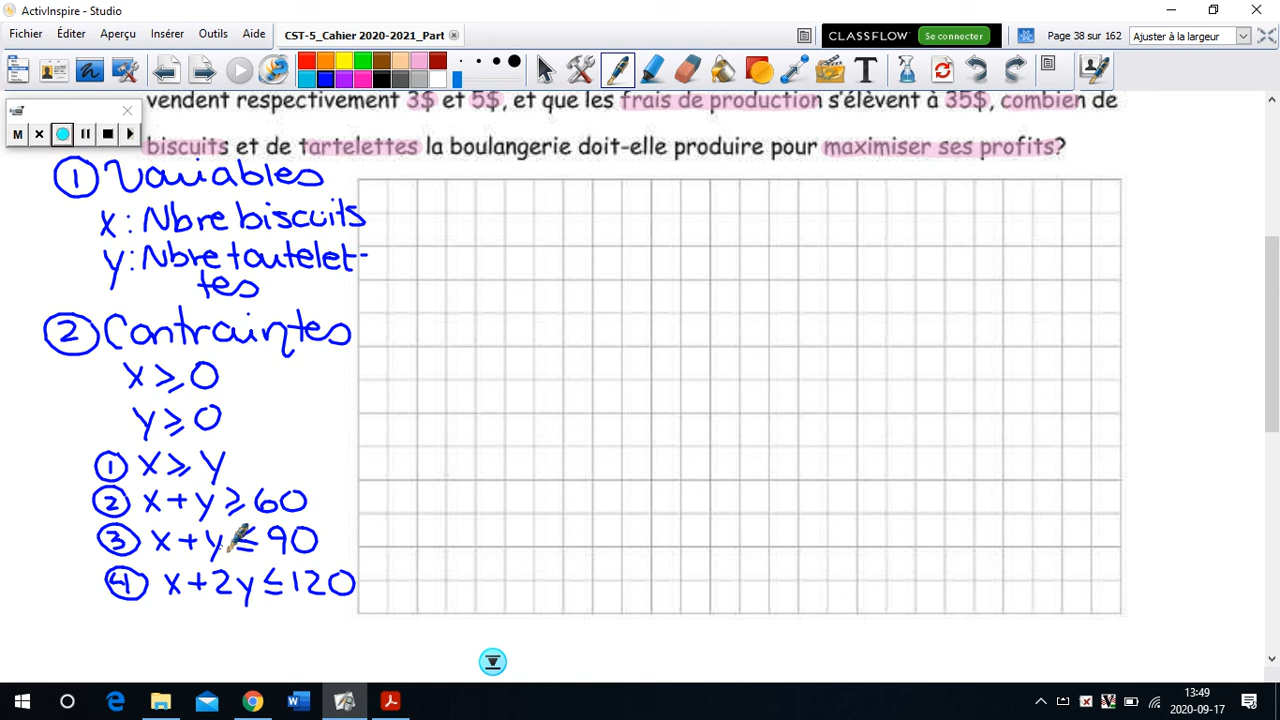 ActivInspire - Studio
Fichier Éditer Aperçu Insérer Outils Aide CST-5_Cahier 2020-2021_Part CLASSFLOW Se connecter Page 38 sur 162 Ajuster à la largeur
vendent respectivement 3$ et 5$, et que les frais de production s'élèvent à 35$, combien de
M
biscuits et de tartelettes la boulangerie doit-elle produire pour maximiser ses profits?
① Variables
x : Nbre biscuits
y : Nbre tartelet-
tes
② Contraintes
x ≥ 0
y ≥ 0
① x ≥ y
② x + y ≥ 60
③ x + y ≤ 90
④ x + 2y ≤ 120
13:49
2020-09-17